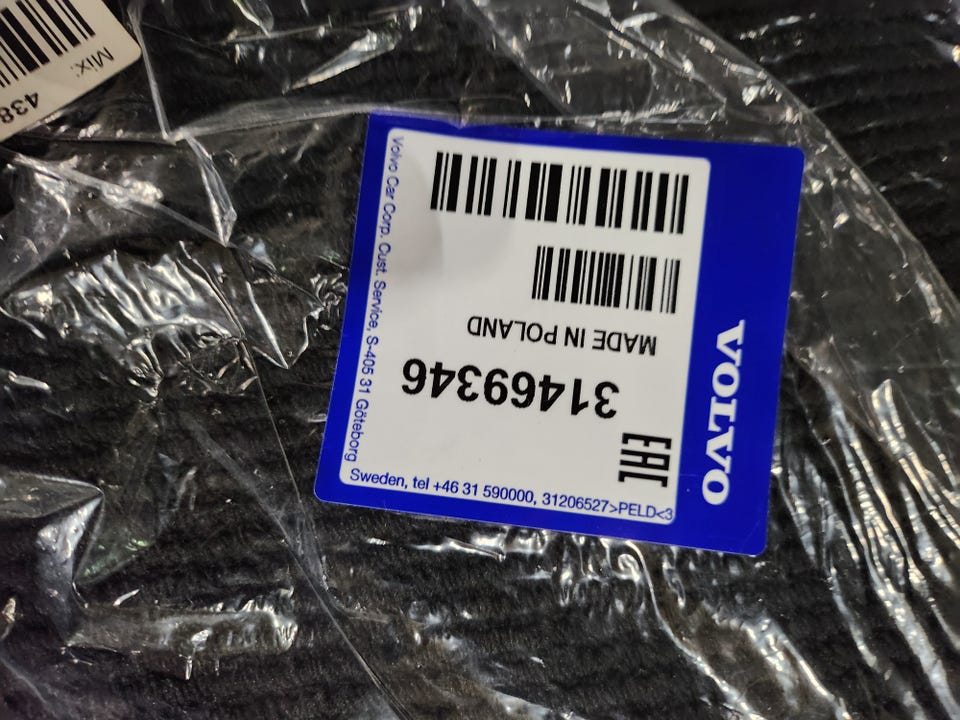 VOLVO
EAC
31469346
MADE IN POLAND
Volvo Car Corp. Cust. Service, S-405 31 Göteborg
Sweden, tel +46 31 590000, 31206527>PELD<3
Mix:
438